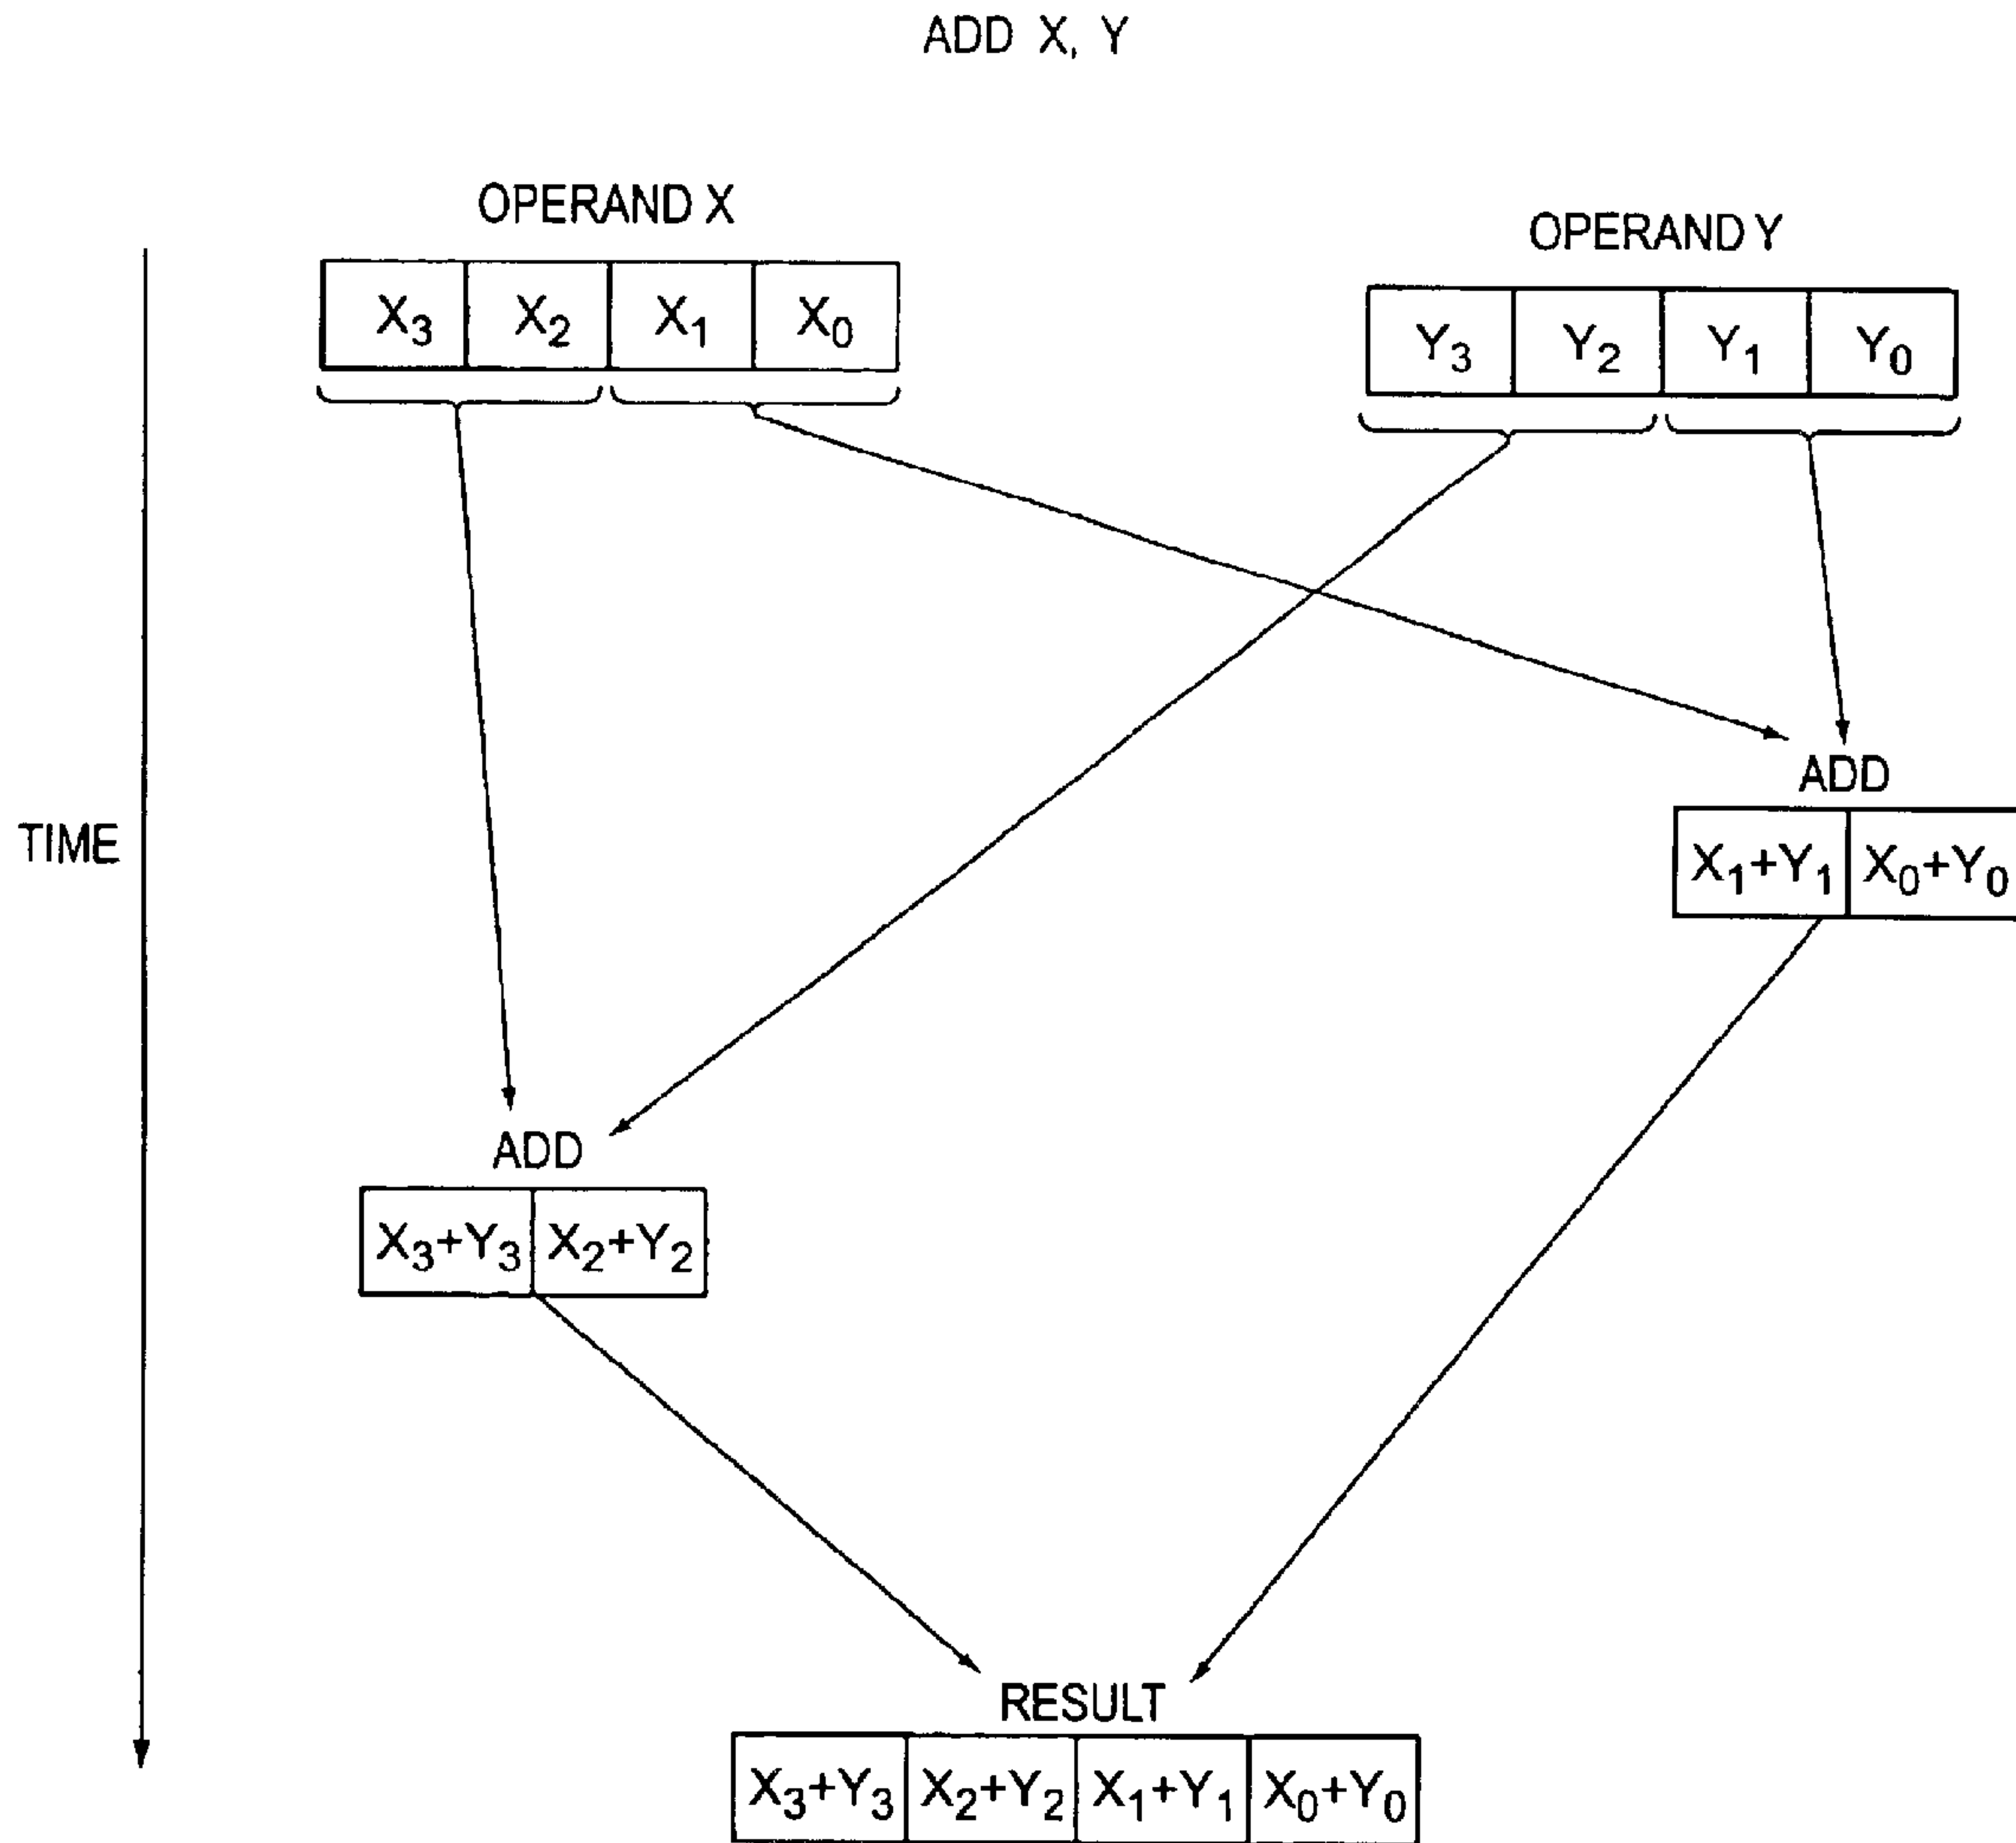 ADD X, Y
OPERAND X
OPERAND Y
X₃ X₂ X₁ X₀
Y₃ Y₂ Y₁ Y₀
ADD
TIME
X₁+Y₁ X₀+Y₀
ADD
X₃+Y₃ X₂+Y₂
RESULT
X₃+Y₃ X₂+Y₂ X₁+Y₁ X₀+Y₀